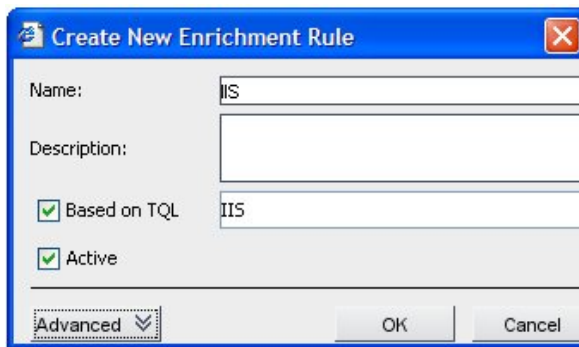 Create New Enrichment Rule
Name: IIS
Description:
Based on TQL IIS
Active
Advanced OK Cancel